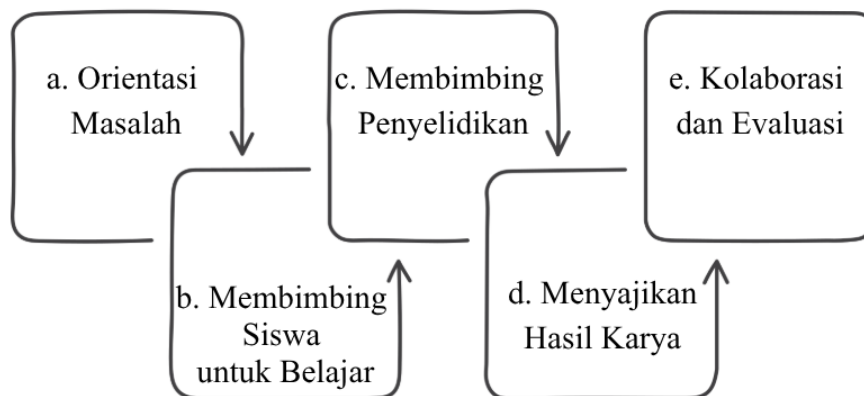 a. Orientasi
Masalah
b. Membimbing
Siswa
untuk Belajar
c. Membimbing
Penyelidikan
d. Menyajikan
Hasil Karya
e. Kolaborasi
dan Evaluasi